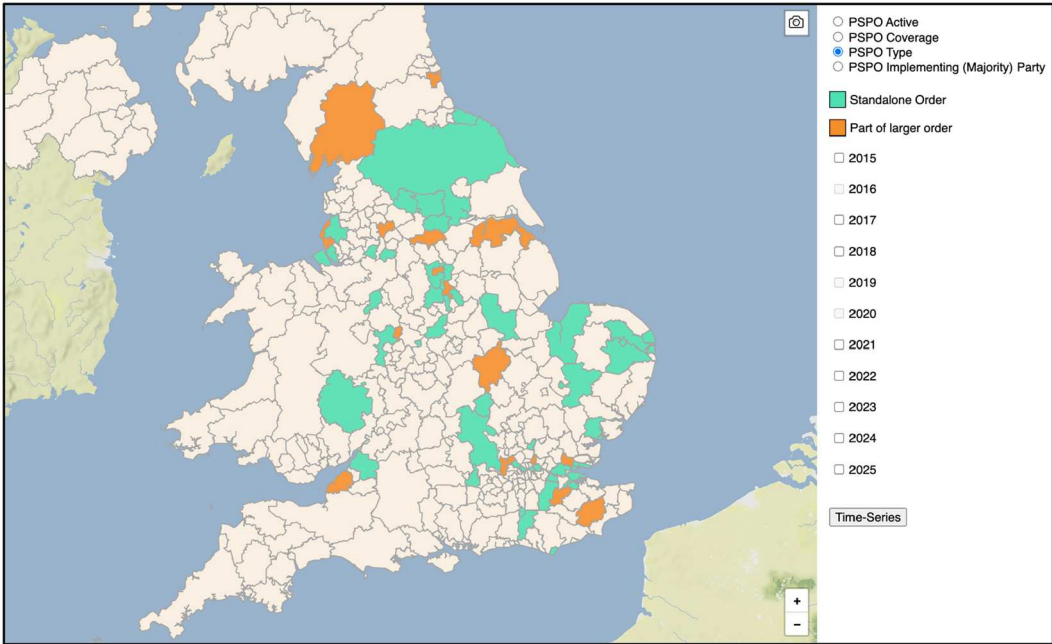 PSPO Active
PSPO Coverage
PSPO Type
PSPO Implementing (Majority) Party
Standalone Order
Part of larger order
2015
2016
2017
2018
2019
2020
2021
2022
2023
2024
2025
Time-Series
+
−